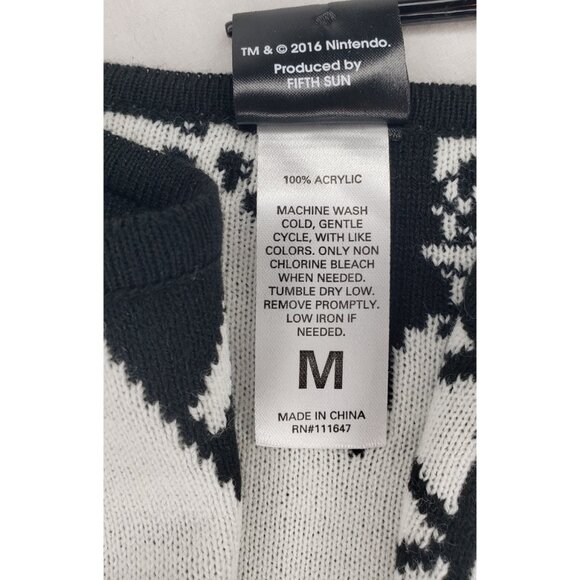 TM & © 2016 Nintendo.
Produced by
FIFTH SUN
100% ACRYLIC
MACHINE WASH
COLD, GENTLE
CYCLE, WITH LIKE
COLORS. ONLY NON
CHLORINE BLEACH
WHEN NEEDED.
TUMBLE DRY LOW.
REMOVE PROMPTLY.
LOW IRON IF
NEEDED.
M
MADE IN CHINA
RN#111647